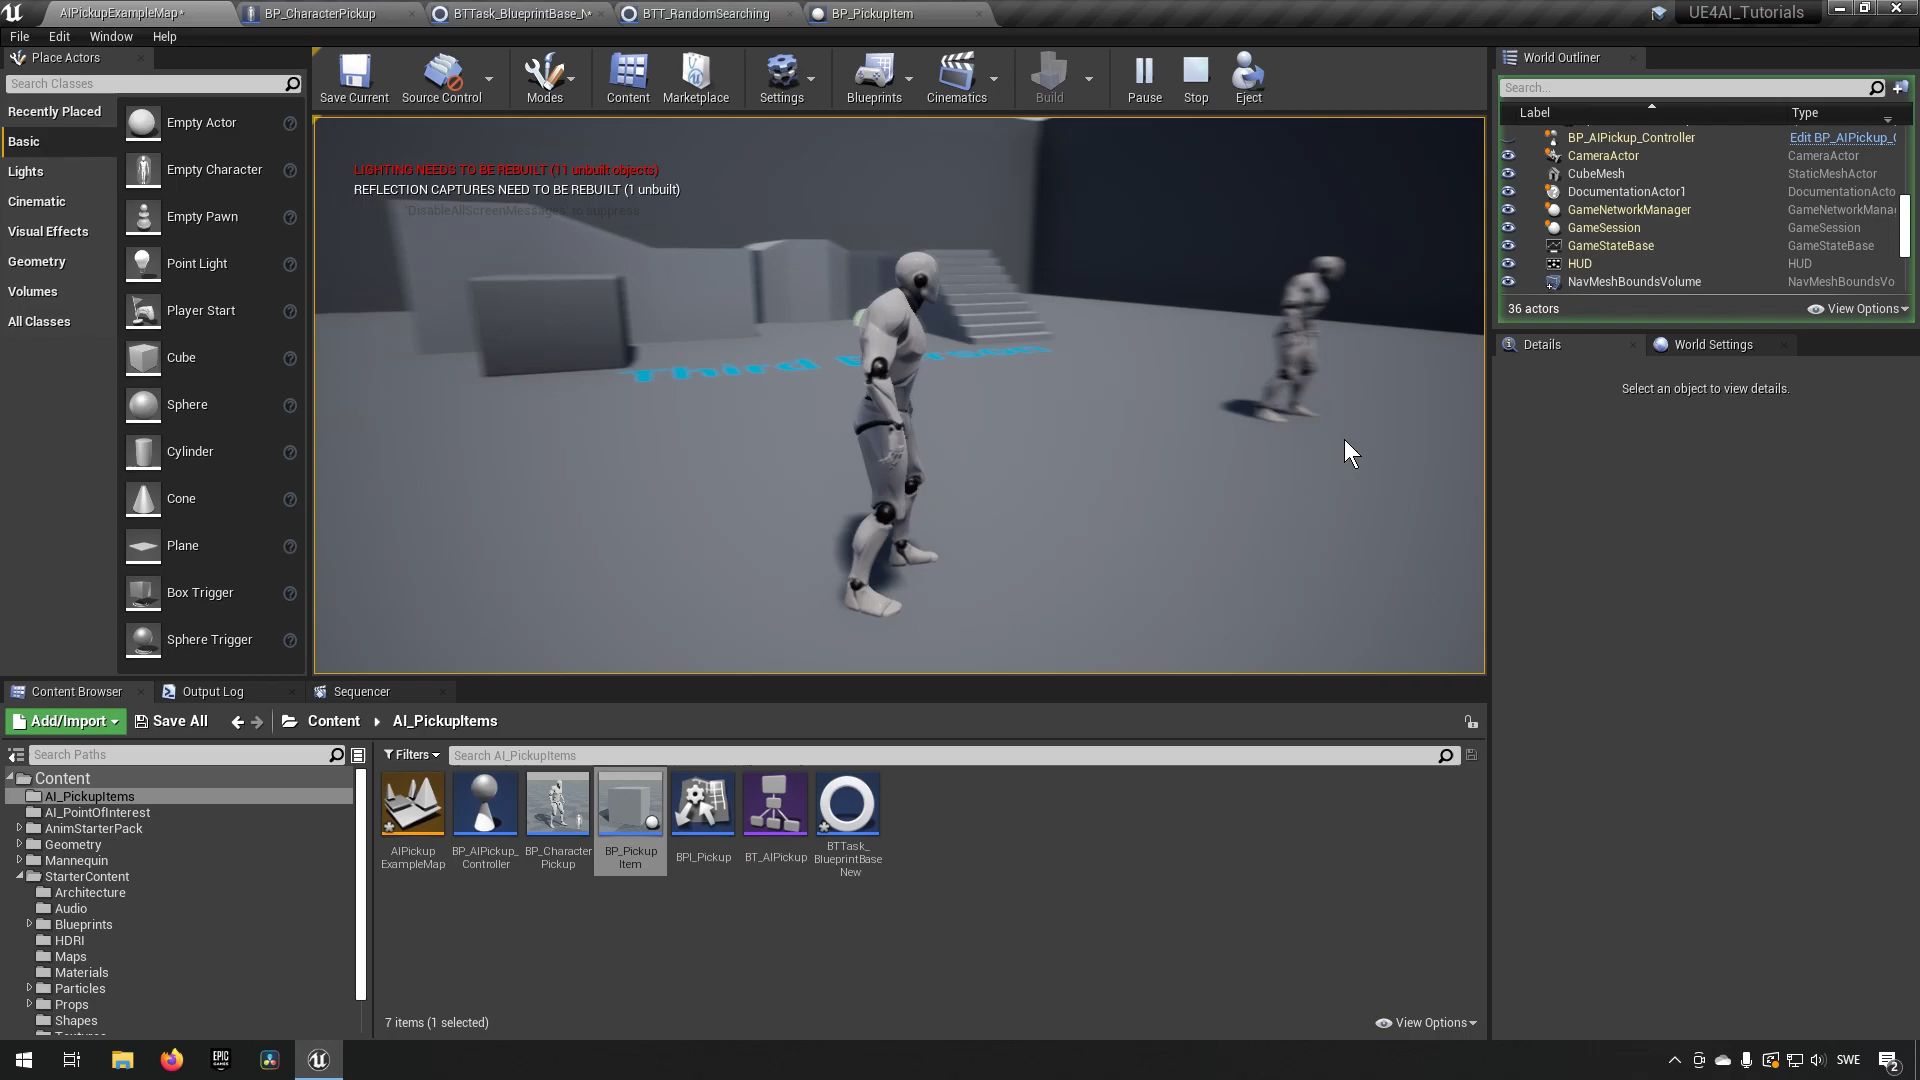 AIPickupExampleMap*
BP_CharacterPickup
BTTask_BlueprintBase_N*
BTT_RandomSearching
BP_PickupItem
UE4AI_Tutorials
File Edit Window Help
Place Actors
Search Classes
Recently Placed
Basic
Lights
Cinematic
Visual Effects
Geometry
Volumes
All Classes
Empty Actor
Empty Character
Empty Pawn
Point Light
Player Start
Cube
Sphere
Cylinder
Cone
Plane
Box Trigger
Sphere Trigger
Save Current
Source Control
Modes
Content
Marketplace
Settings
Blueprints
Cinematics
Build
Pause
Stop
Eject
LIGHTING NEEDS TO BE REBUILT (11 unbuilt objects)
REFLECTION CAPTURES NEED TO BE REBUILT (1 unbuilt)
'DisableAllScreenMessages' to suppress
Third
World Outliner
Search...
Label Type
BP_AIPickup_Controller Edit BP_AIPickup_C
CameraActor CameraActor
CubeMesh StaticMeshActor
DocumentationActor1 DocumentationActo
GameNetworkManager GameNetworkMana
GameSession GameSession
GameStateBase GameStateBase
HUD HUD
NavMeshBoundsVolume NavMeshBoundsVo
36 actors
View Options
Details
World Settings
Select an object to view details.
Content Browser
Output Log
Sequencer
Add/Import
Save All
Content
AI_PickupItems
Search Paths
Filters
Search AI_PickupItems
Content
AI_PickupItems
AI_PointOfInterest
AnimStarterPack
Geometry
Mannequin
StarterContent
Architecture
Audio
Blueprints
HDRI
Maps
Materials
Particles
Props
Shapes
Textures
AIPickup
ExampleMap
BP_AIPickup_
Controller
BP_Character
Pickup
BP_Pickup
Item
BPI_Pickup
BT_AIPickup
BTTask_
BlueprintBase
New
7 items (1 selected)
View Options
EPIC
GAMES
SWE
2